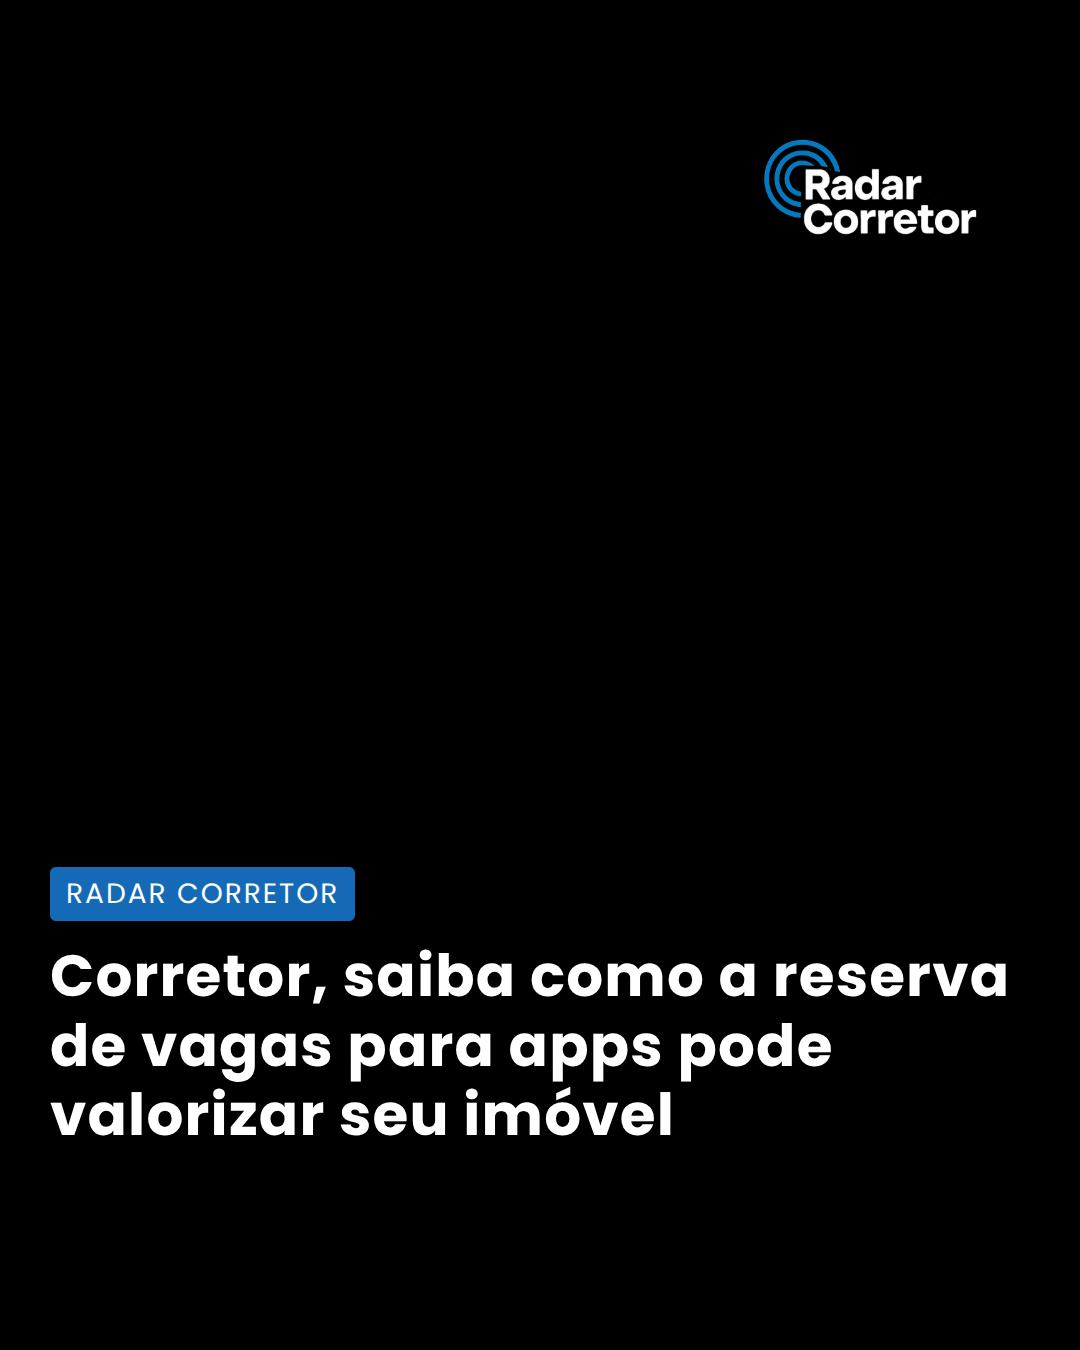 Radar
Corretor
RADAR CORRETOR
Corretor, saiba como a reserva
de vagas para apps pode
valorizar seu imóvel